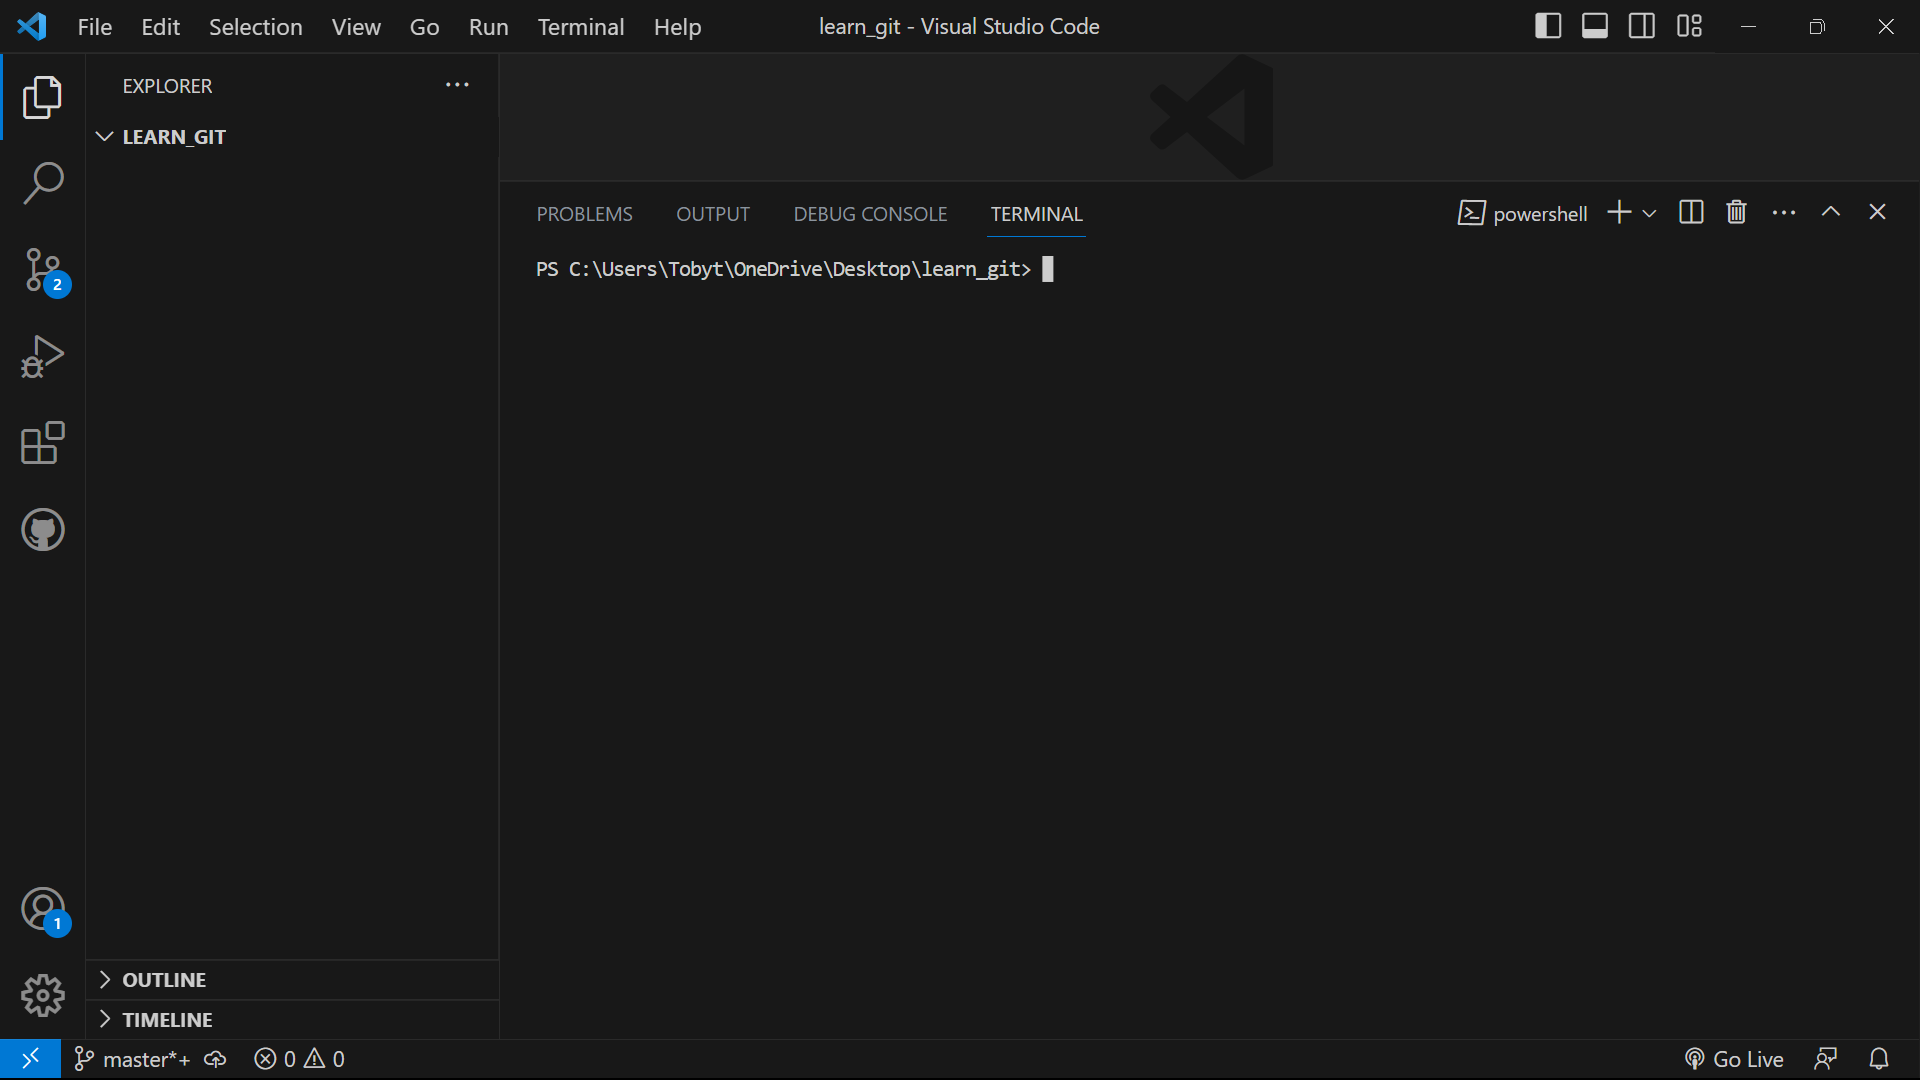 File Edit Selection View Go Run Terminal Help learn_git - Visual Studio Code
EXPLORER
LEARN_GIT
2
1
OUTLINE
TIMELINE
PROBLEMS OUTPUT DEBUG CONSOLE TERMINAL powershell
PS C:\Users\Tobyt\OneDrive\Desktop\learn_git>
master*+ 0 0 Go Live